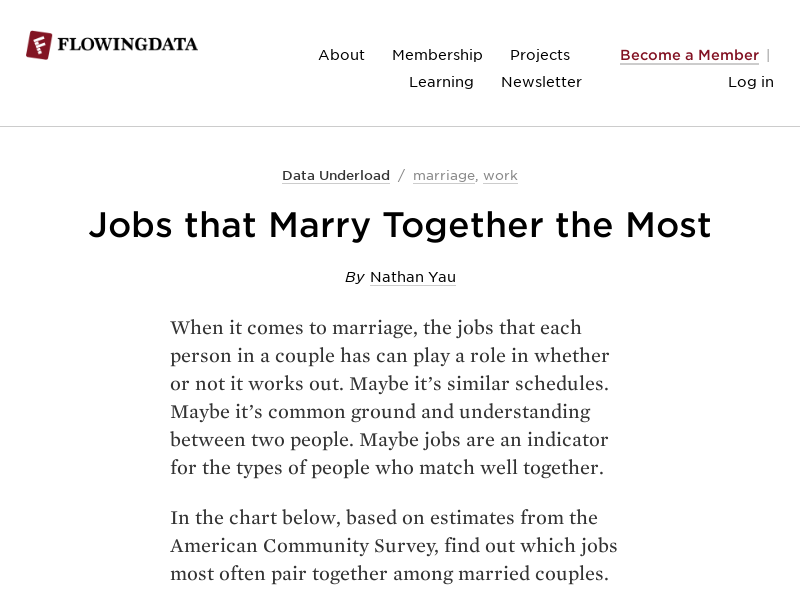 FLOWINGDATA
About Membership Projects
Learning Newsletter
Become a Member |
Log in
Data Underload / marriage, work
Jobs that Marry Together the Most
By Nathan Yau
When it comes to marriage, the jobs that each
person in a couple has can play a role in whether
or not it works out. Maybe it’s similar schedules.
Maybe it’s common ground and understanding
between two people. Maybe jobs are an indicator
for the types of people who match well together.
In the chart below, based on estimates from the
American Community Survey, find out which jobs
most often pair together among married couples.